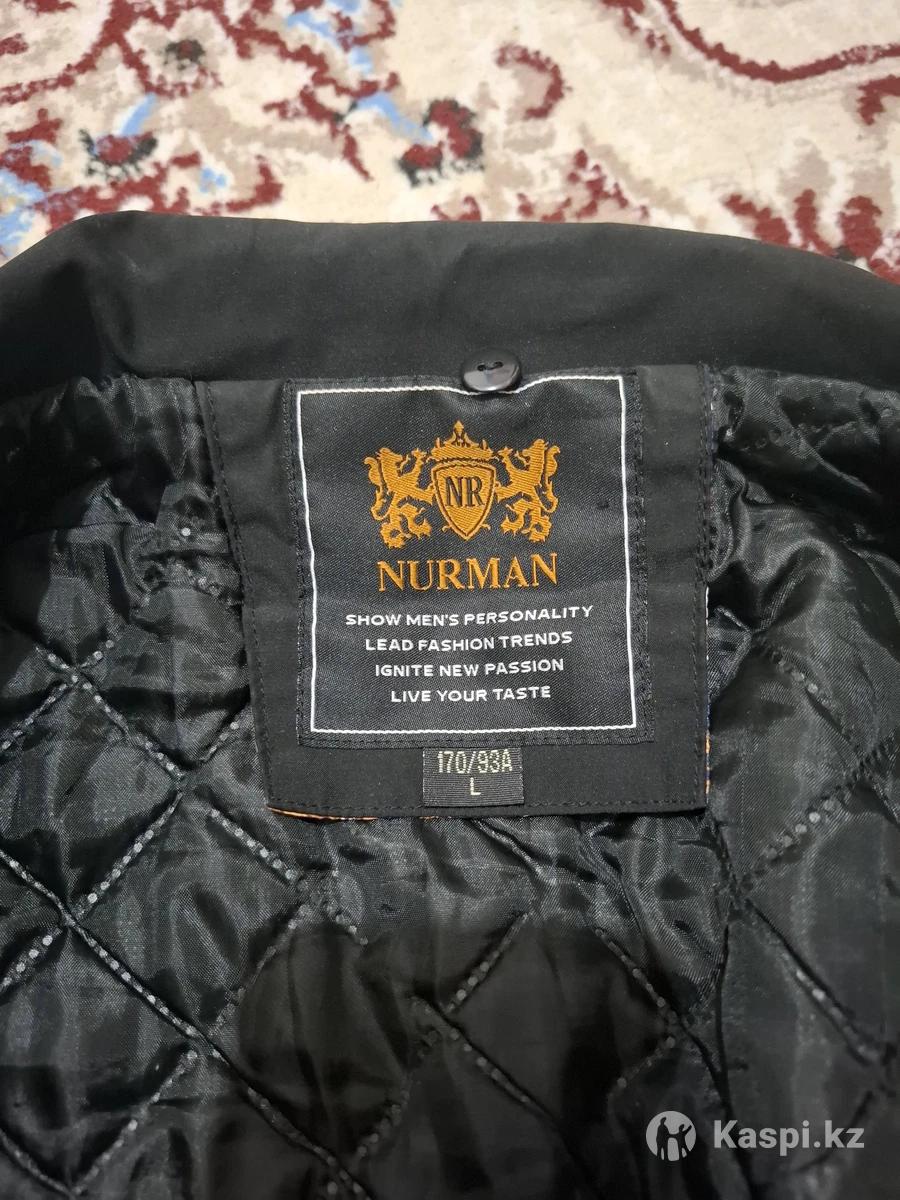 NR
NURMAN
SHOW MEN'S PERSONALITY
LEAD FASHION TRENDS
IGNITE NEW PASSION
LIVE YOUR TASTE
170/93A
L
Kaspi.kz